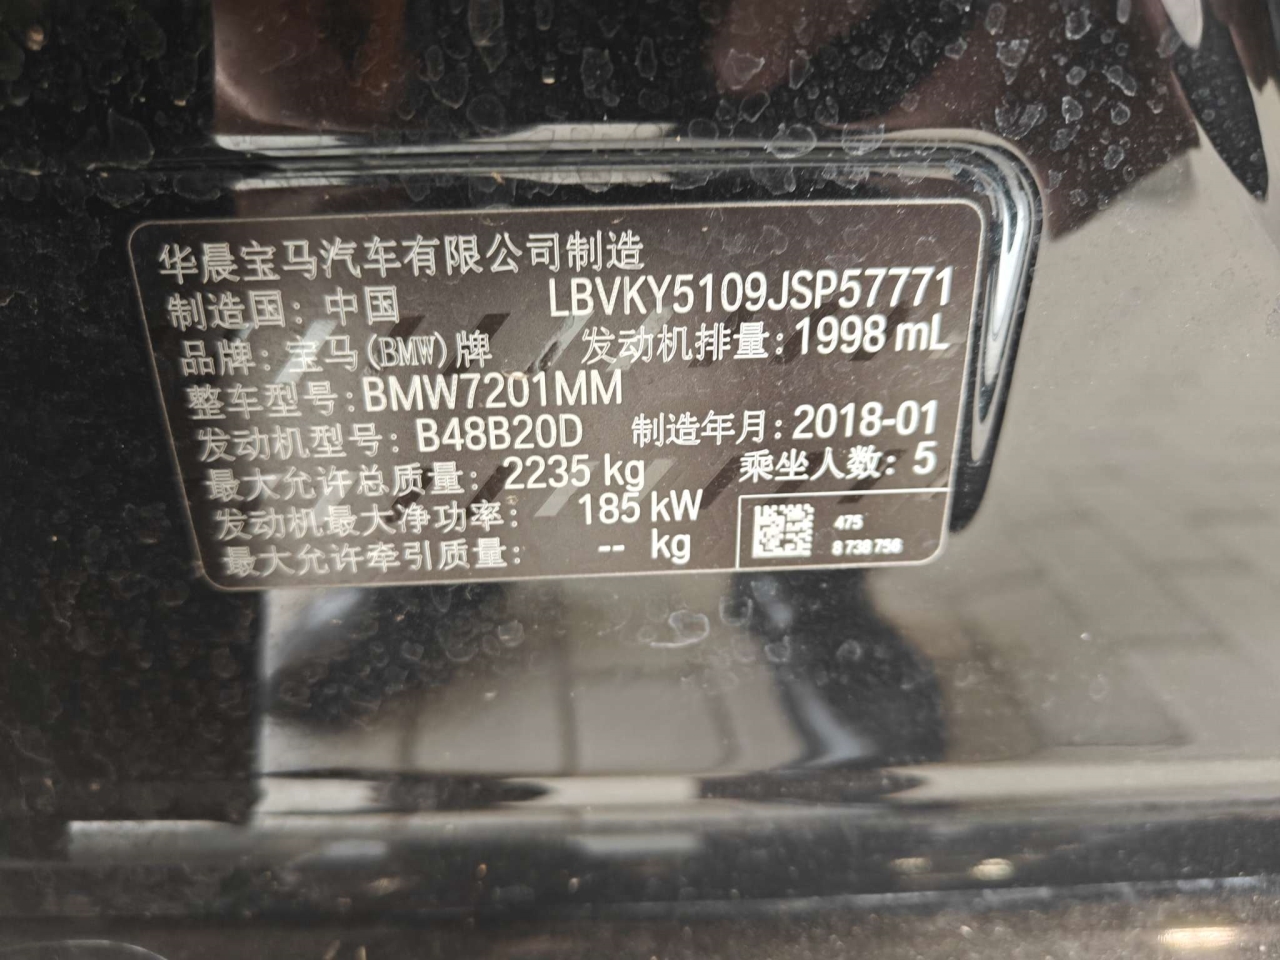 华晨宝马汽车有限公司制造
制造国：中国 LBVKY5109JSP57771
品牌：宝马(BMW)牌 发动机排量：1998 mL
整车型号：BMW7201MM
发动机型号：B48B20D 制造年月：2018-01
最大允许总质量：2235 kg 乘坐人数：5
发动机最大净功率：185 kW
最大允许牵引质量：-- kg
475
8 738 756